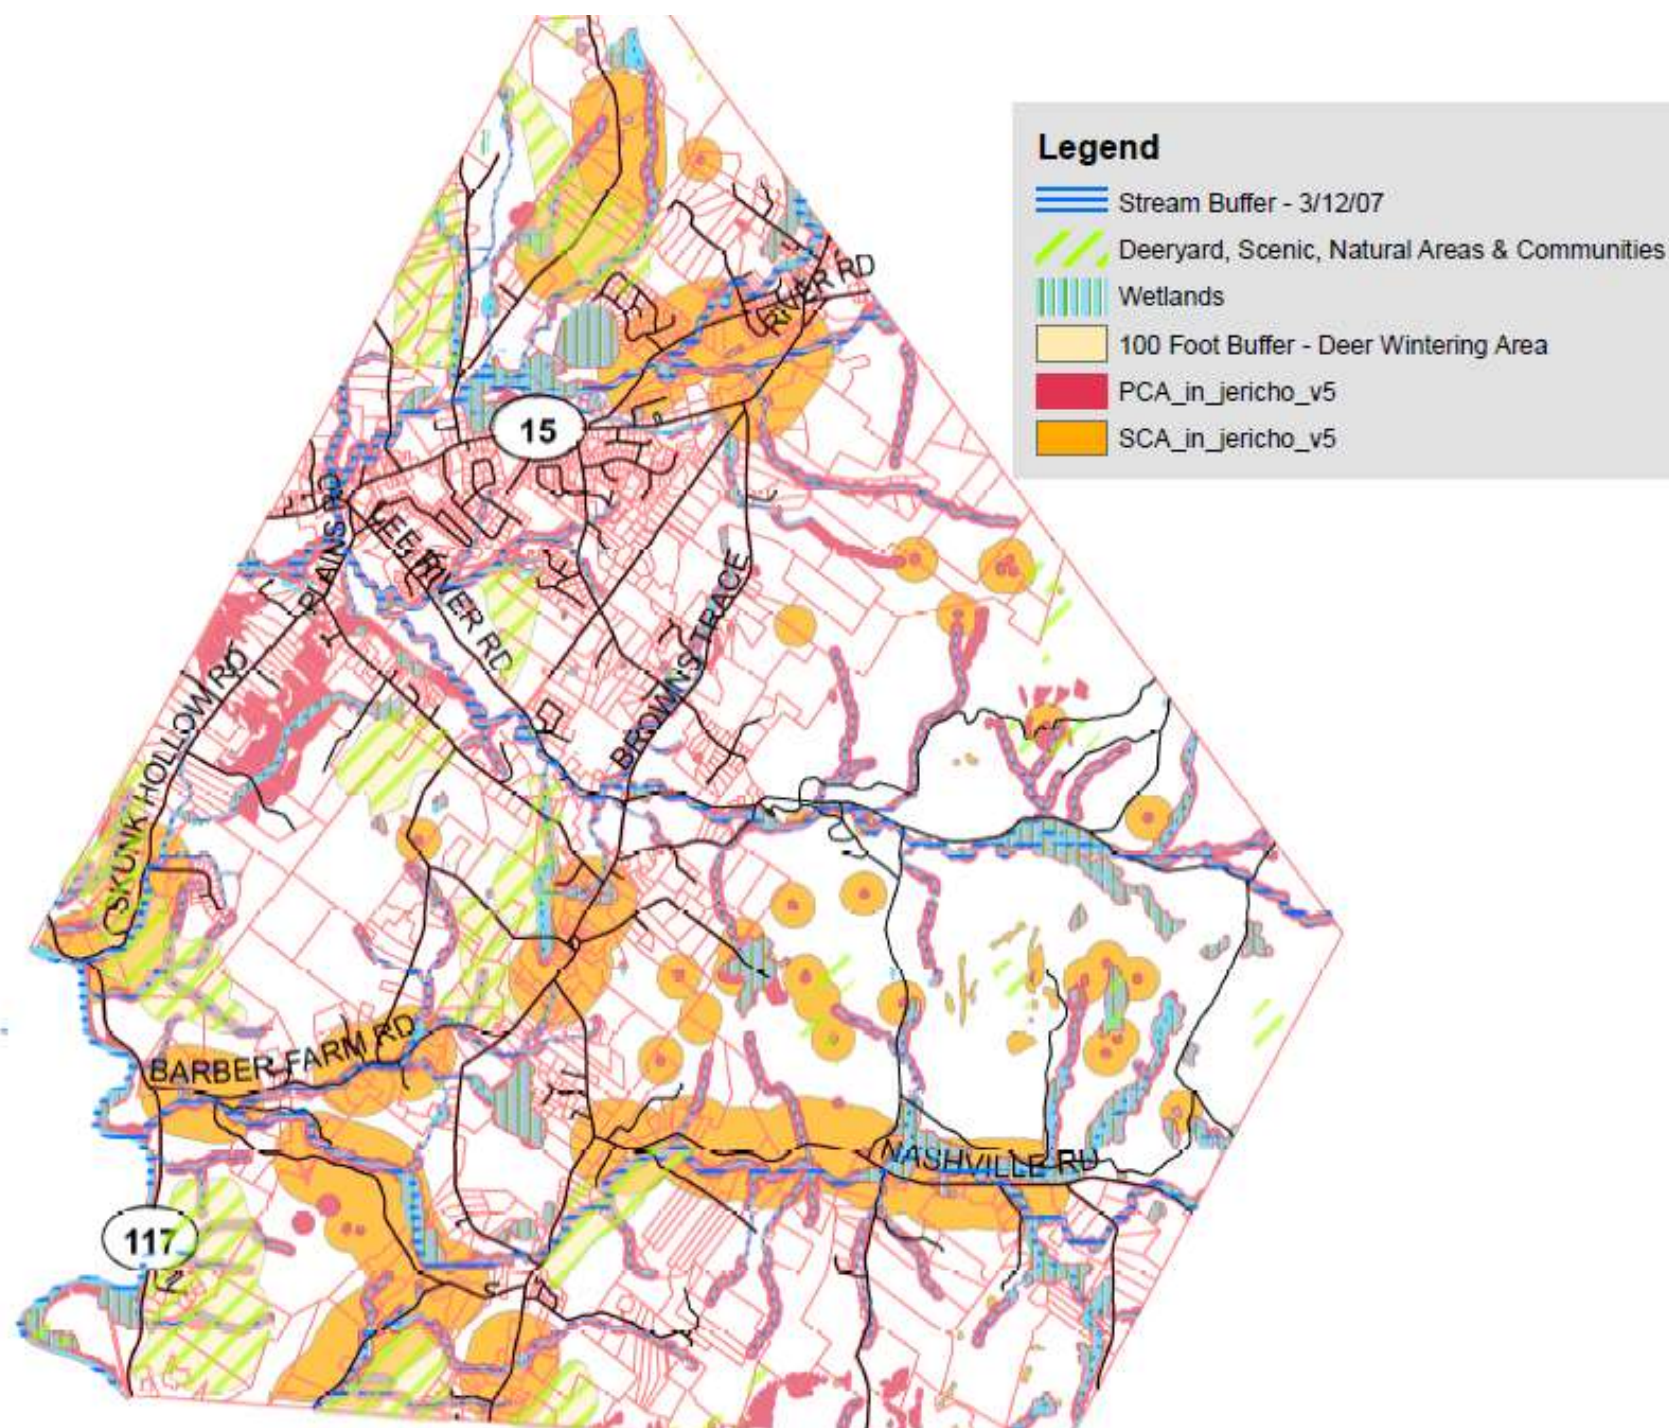 Legend
Stream Buffer - 3/12/07
Deeryard, Scenic, Natural Areas & Communities
Wetlands
100 Foot Buffer - Deer Wintering Area
PCA_in_jericho_v5
SCA_in_jericho_v5
RIVER RD
15
PLAINS RD
LEE RIVER RD
BROWNS TRACE
SKUNK HOLLOW RD
BARBER FARM RD
NASHVILLE RD
117